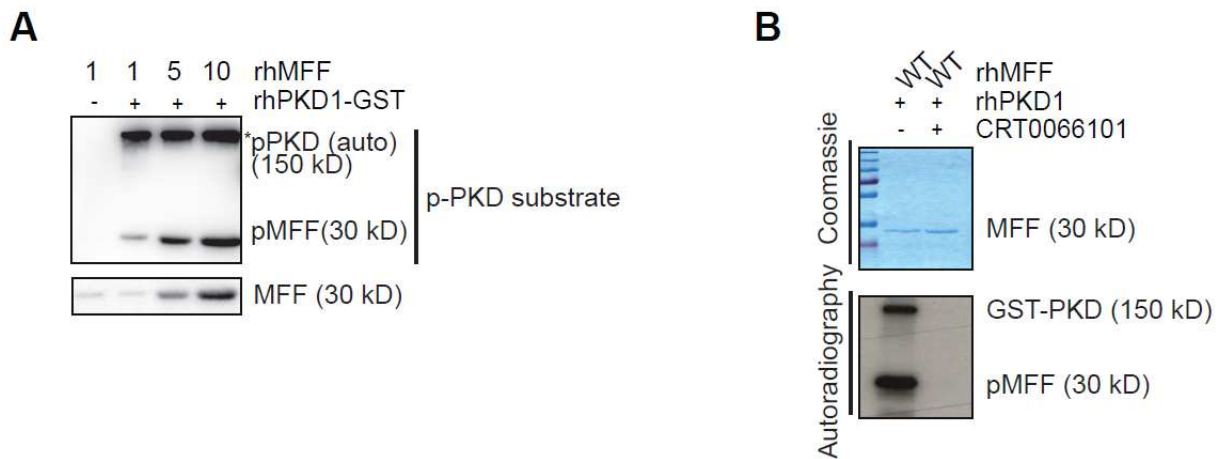 A
1 1 5 10 rhMFF
- + + + rhPKD1-GST
*pPKD (auto)
(150 kD)
pMFF(30 kD)
p-PKD substrate
MFF (30 kD)
B
WT WT rhMFF
+ + rhPKD1
- + CRT0066101
Coomassie
MFF (30 kD)
Autoradiography
GST-PKD (150 kD)
pMFF (30 kD)